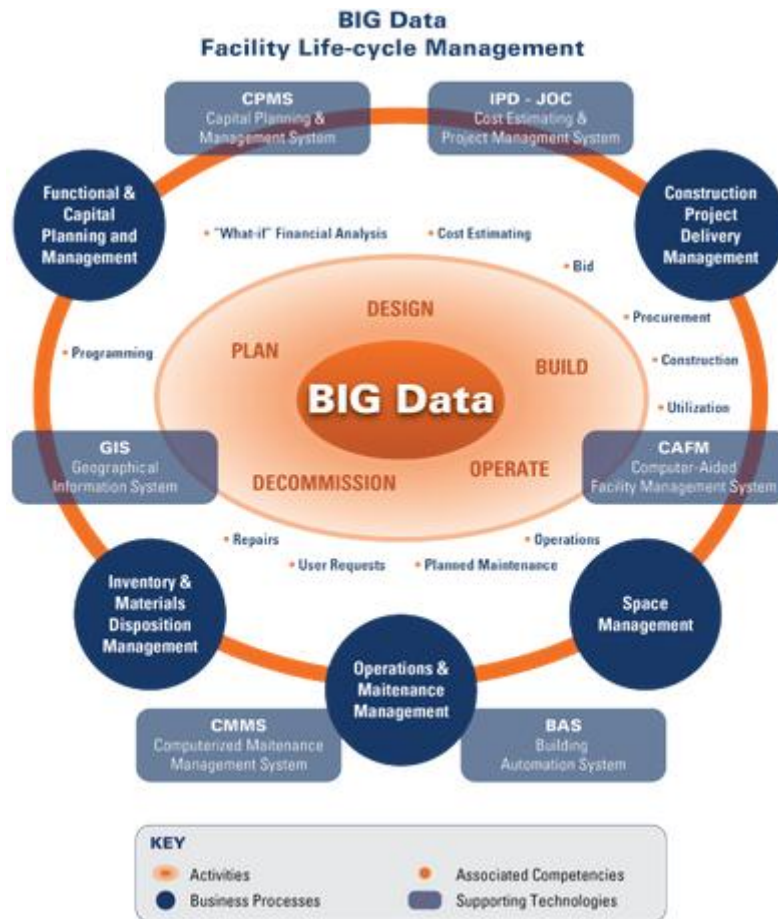 BIG Data
Facility Life-cycle Management
CPMS
Capital Planning &
Management System
IPD - JOC
Cost Estimating &
Project Managment System
Functional &
Capital
Planning and
Management
Construction
Project
Delivery
Management
• "What-if" Financial Analysis
• Cost Estimating
• Bid
• Procurement
• Programming
• Construction
• Utilization
DESIGN
PLAN
BUILD
BIG Data
DECOMMISSION
OPERATE
GIS
Geographical
Information System
CAFM
Computer-Aided
Facility Management System
• Repairs
• User Requests
• Planned Maintenance
• Operations
Inventory &
Materials
Disposition
Management
Operations &
Maitenance
Management
Space
Management
CMMS
Computerized Maitenance
Management System
BAS
Building
Automation System
KEY
Activities
Associated Competencies
Business Processes
Supporting Technologies